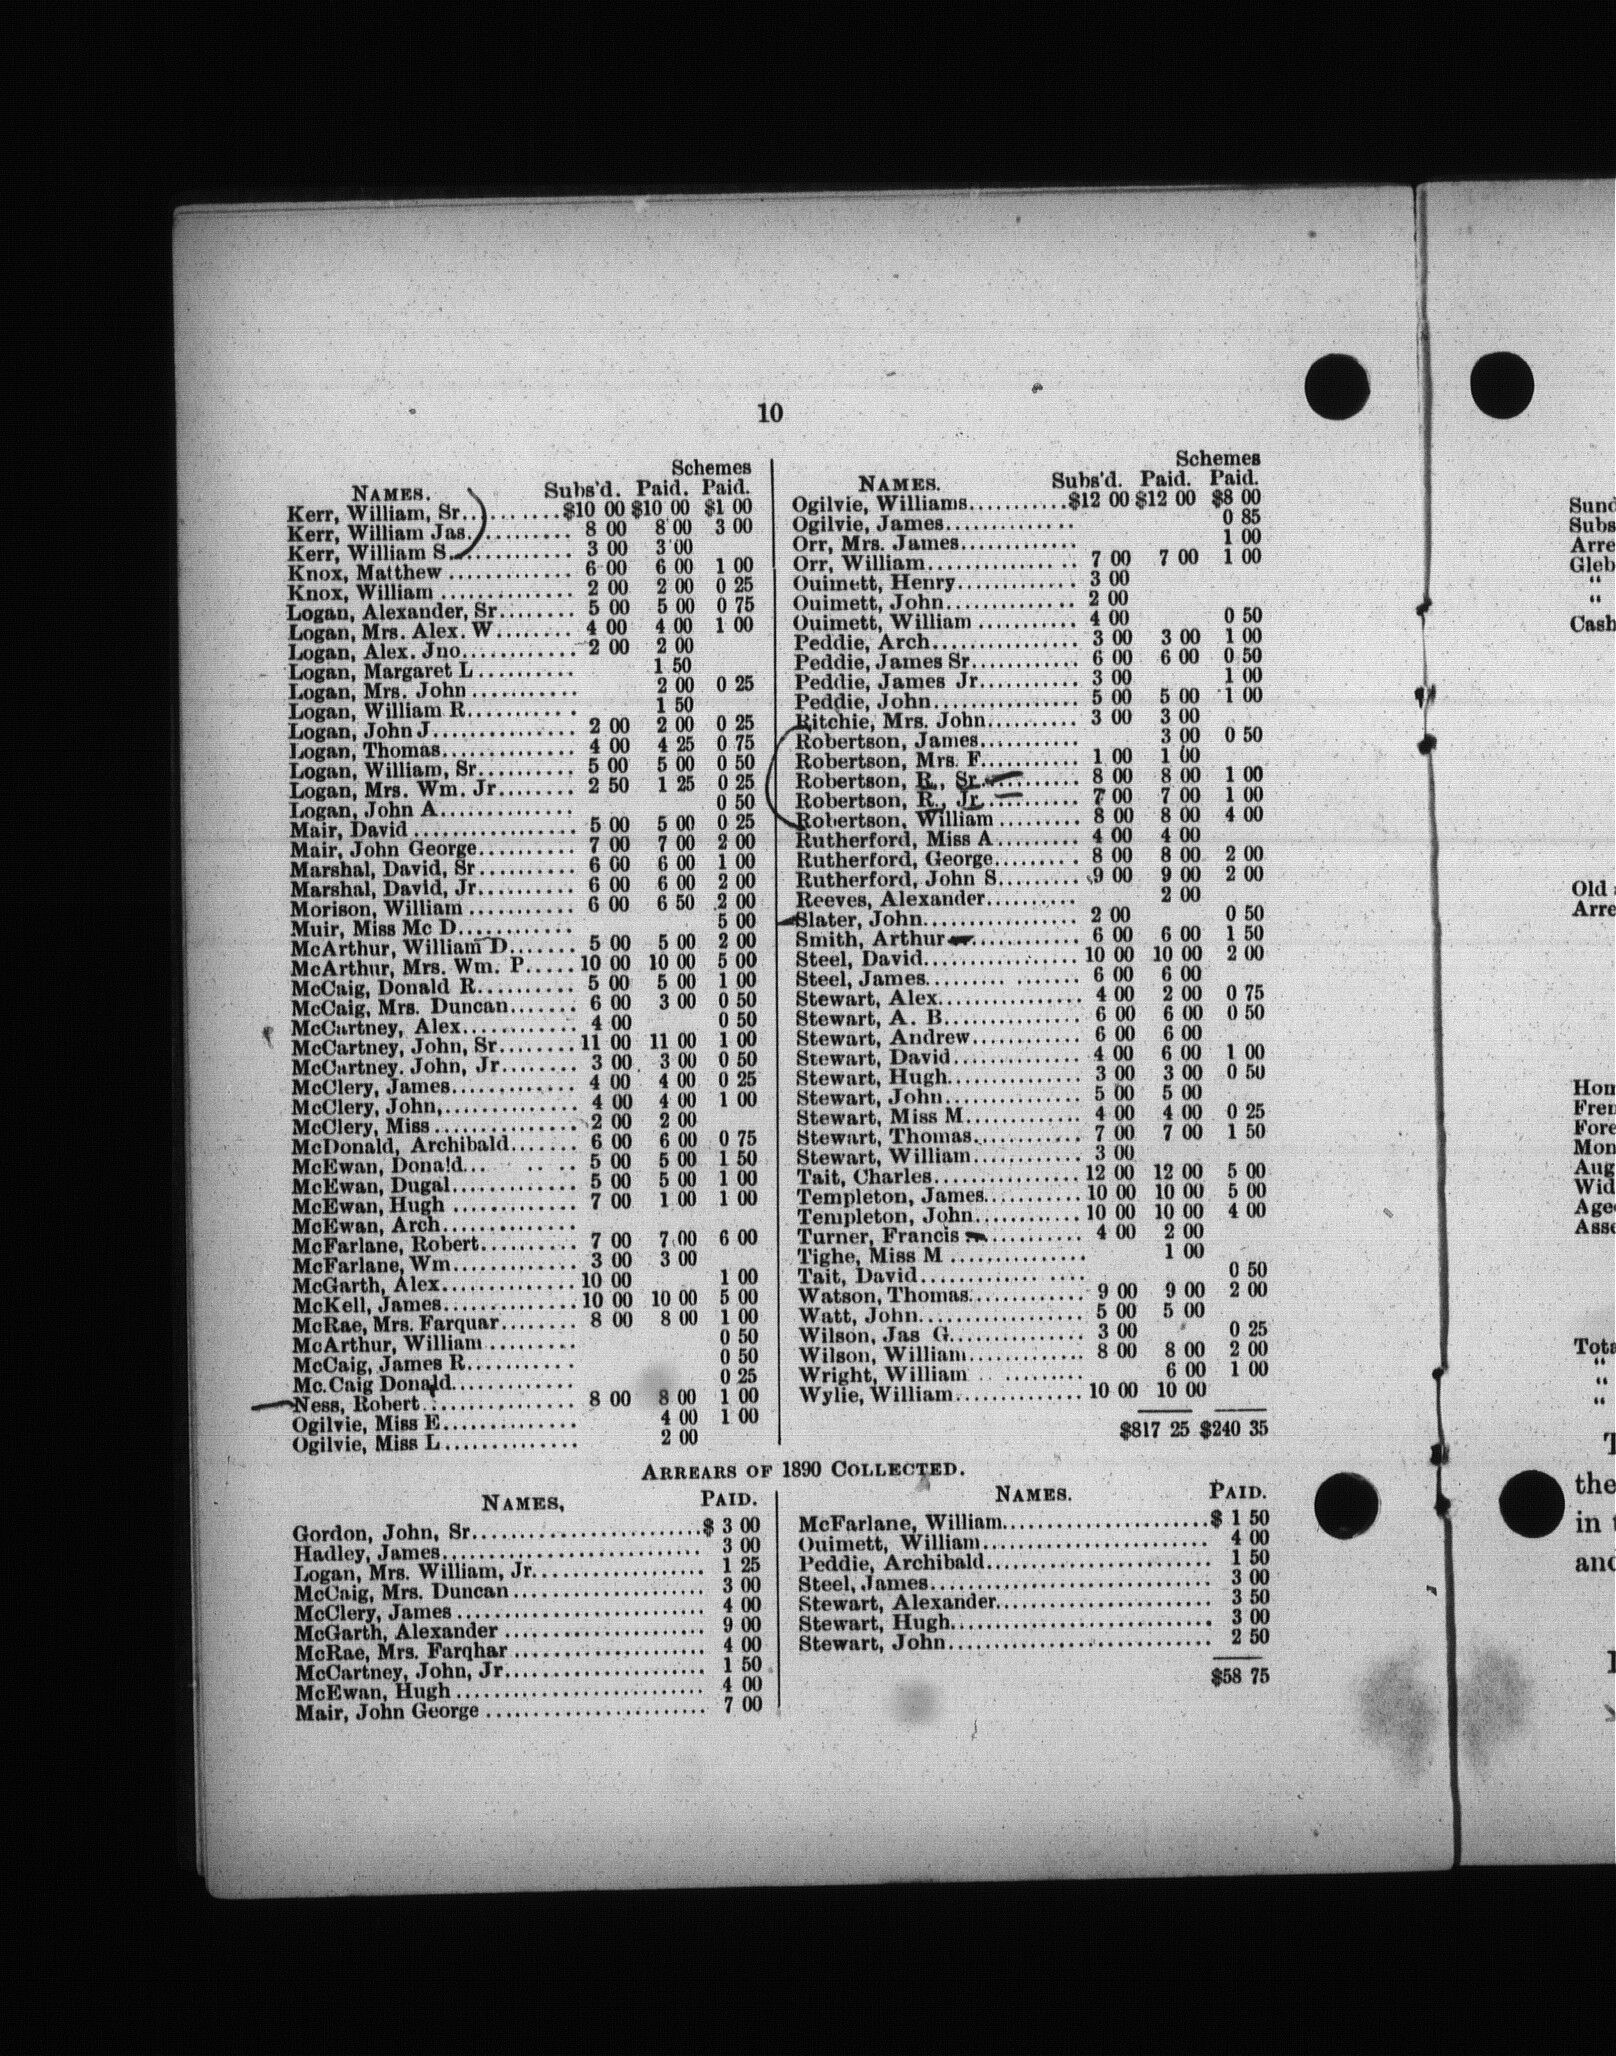 10
Schemes
NAMES. Subs'd. Paid. Paid.
Kerr, William, Sr.......... $10 00 $10 00 $1 00
Kerr, William Jas.......... 8 00 8 00 3 00
Kerr, William S............ 3 00 3 00
Knox, Matthew ............. 6 00 6 00 1 00
Knox, William .............. 2 00 2 00 0 25
Logan, Alexander, Sr........ 5 00 5 00 0 75
Logan, Mrs. Alex. W........ 4 00 4 00 1 00
Logan, Alex. Jno............ 2 00 2 00
Logan, Margaret L .......... 1 50
Logan, Mrs. John ........... 2 00 0 25
Logan, William R........... 1 50
Logan, John J............... 2 00 2 00 0 25
Logan, Thomas.............. 4 00 4 25 0 75
Logan, William, Sr.......... 5 00 5 00 0 50
Logan, Mrs. Wm. Jr........ 2 50 1 25 0 25
Logan, John A.............. 0 50
Mair, David ................. 5 00 5 00 0 25
Mair, John George.......... 7 00 7 00 2 00
Marshal, David, Sr.......... 6 00 6 00 1 00
Marshal, David, Jr.......... 6 00 6 00 2 00
Morison, William ........... 6 00 6 50 2 00
Muir, Miss Mc D............ 5 00
McArthur, William D....... 5 00 5 00 2 00
McArthur, Mrs. Wm. P..... 10 00 10 00 5 00
McCaig, Donald R.......... 5 00 5 00 1 00
McCaig, Mrs. Duncan....... 6 00 3 00 0 50
McCartney, Alex............ 4 00 0 50
McCartney, John, Sr........ 11 00 11 00 1 00
McCartney. John, Jr........ 3 00 3 00 0 50
McClery, James............. 4 00 4 00 0 25
McClery, John,.............. 4 00 4 00 1 00
McClery, Miss ............... 2 00 2 00
McDonald, Archibald....... 6 00 6 00 0 75
McEwan, Donald... .. .. 5 00 5 00 1 50
McEwan, Dugal............. 5 00 5 00 1 00
McEwan, Hugh ............. 7 00 1 00 1 00
McEwan, Arch..............
McFarlane, Robert.......... 7 00 7 00 6 00
McFarlane, Wm............. 3 00 3 00
McGarth, Alex.............. 10 00 1 00
McKell, James.............. 10 00 10 00 5 00
McRae, Mrs. Farquar........ 8 00 8 00 1 00
McArthur, William ......... 0 50
McCaig, James R........... 0 50
Mc.Caig Donald............. 0 25
Ness, Robert................ 8 00 8 00 1 00
Ogilvie, Miss E.............. 4 00 1 00
Ogilvie, Miss L.............. 2 00
Schemes
NAMES. Subs'd. Paid. Paid.
Ogilvie, Williams........... $12 00 $12 00 $8 00
Ogilvie, James.............. 0 85
Orr, Mrs. James............. 1 00
Orr, William................ 7 00 7 00 1 00
Ouimett, Henry............. 3 00
Ouimett, John.............. 2 00
Ouimett, William ........... 4 00 0 50
Peddie, Arch................ 3 00 3 00 1 00
Peddie, James Sr............ 6 00 6 00 0 50
Peddie, James Jr........... 3 00 1 00
Peddie, John................ 5 00 5 00 1 00
Ritchie, Mrs. John.......... 3 00 3 00
Robertson, James........... 3 00 0 50
Robertson, Mrs. F........... 1 00 1 00
Robertson, R., Sr........... 8 00 8 00 1 00
Robertson, R., Jr........... 7 00 7 00 1 00
Robertson, William ......... 8 00 8 00 4 00
Rutherford, Miss A......... 4 00 4 00
Rutherford, George......... 8 00 8 00 2 00
Rutherford, John S......... 9 00 9 00 2 00
Reeves, Alexander.......... 2 00
Slater, John................. 2 00 0 50
Smith, Arthur............... 6 00 6 00 1 50
Steel, David................. 10 00 10 00 2 00
Steel, James......... ....... 6 00 6 00
Stewart, Alex............... 4 00 2 00 0 75
Stewart, A. B............... 6 00 6 00 0 50
Stewart, Andrew............ 6 00 6 00
Stewart, David.............. 4 00 6 00 1 00
Stewart, Hugh.............. 3 00 3 00 0 50
Stewart, John............... 5 00 5 00
Stewart, Miss M............ 4 00 4 00 0 25
Stewart, Thomas............ 7 00 7 00 1 50
Stewart, William............ 3 00
Tait, Charles................ 12 00 12 00 5 00
Templeton, James.......... 10 00 10 00 5 00
Templeton, John............ 10 00 10 00 4 00
Turner, Francis ............. 4 00 2 00
Tighe, Miss M ............... 1 00
Tait, David................. 0 50
Watson, Thomas............ 9 00 9 00 2 00
Watt, John.................. 5 00 5 00
Wilson, Jas G.............. 3 00 0 25
Wilson, William............. 8 00 8 00 2 00
Wright, William .. ......... 6 00 1 00
Wylie, William.............. 10 00 10 00
$817 25 $240 35
ARREARS OF 1890 COLLECTED.
NAMES, PAID.
Gordon, John, Sr......................... $ 3 00
Hadley, James............................ 3 00
Logan, Mrs. William, Jr.................. 1 25
McCaig, Mrs. Duncan ..................... 3 00
McClery, James ........................... 4 00
McGarth, Alexander ...................... 9 00
McRae, Mrs. Farqhar ..................... 4 00
McCartney, John, Jr...................... 1 50
McEwan, Hugh ........................... 4 00
Mair, John George ........................ 7 00
NAMES. PAID.
McFarlane, William....................... $ 1 50
Ouimett, William......................... 4 00
Peddie, Archibald......................... 1 50
Steel, James............................... 3 00
Stewart, Alexander........................ 3 50
Stewart, Hugh............................. 3 00
Stewart, John............................. 2 50
$58 75
Sund
Subs
Arre
Gleb
"
"
Cash
Old
Arre
Hom
Fren
Fore
Mon
Aug
Wid
Aged
Asse
Tota
"
"
"
T
the
in
and